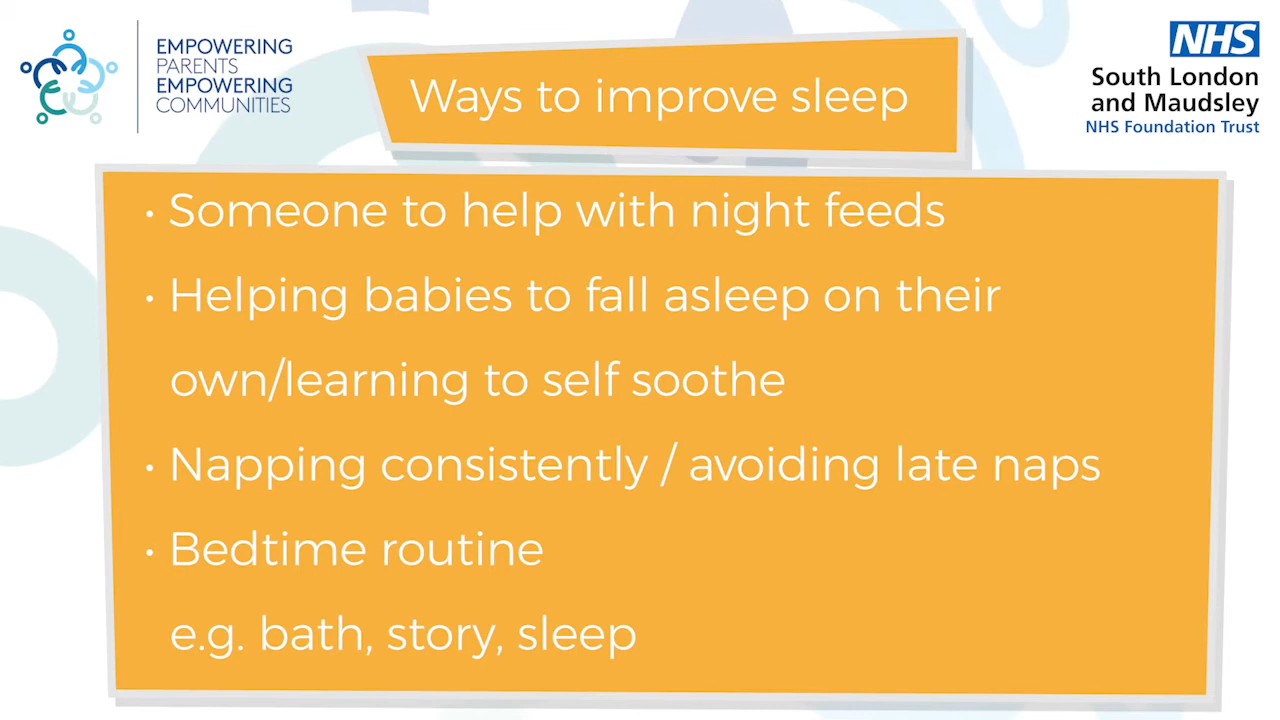 EMPOWERING
PARENTS
EMPOWERING
COMMUNITIES
Ways to improve sleep
NHS
South London
and Maudsley
NHS Foundation Trust
• Someone to help with night feeds
• Helping babies to fall asleep on their
own/learning to self soothe
• Napping consistently / avoiding late naps
• Bedtime routine
e.g. bath, story, sleep